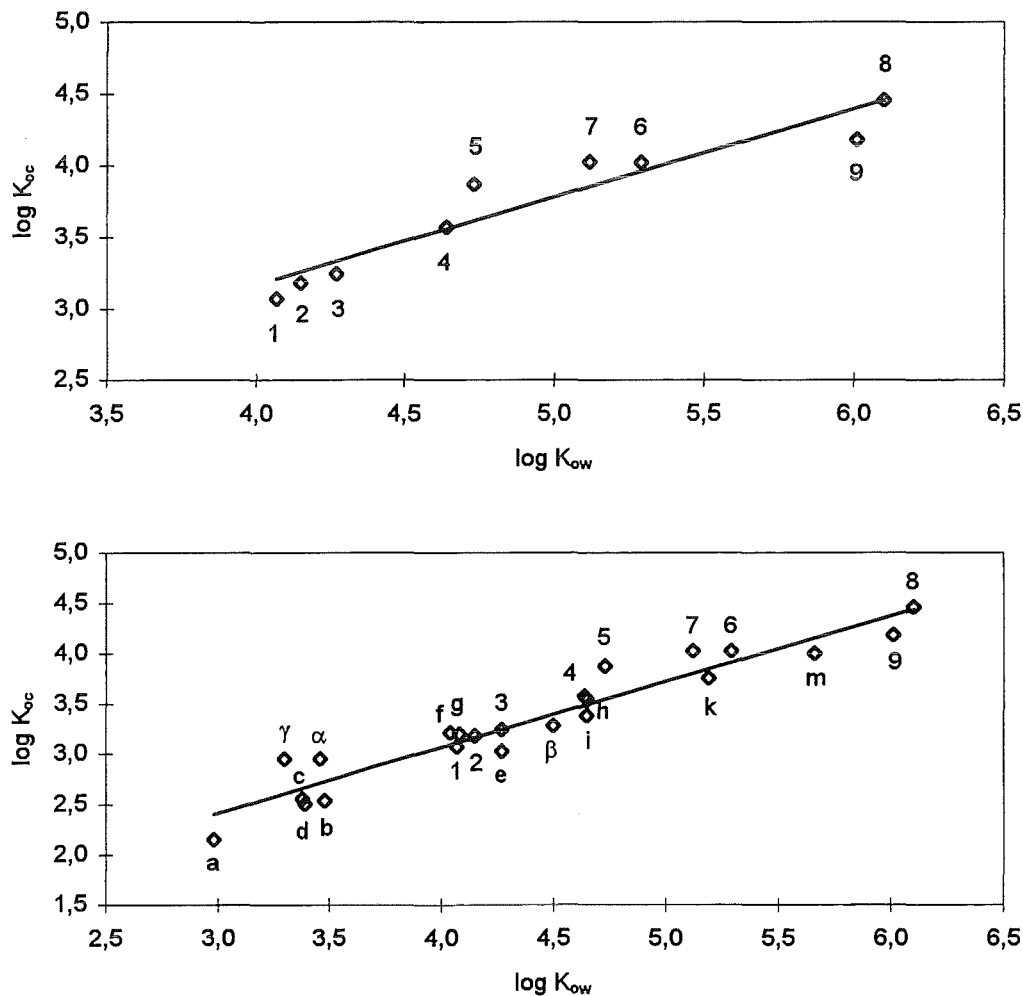 5,0
4,5
4,0
3,5
3,0
2,5
log Koc
8
7 6
5
9
4
3
2
1
3,5 4,0 4,5 5,0 5,5 6,0 6,5
log Kow
5,0
4,5
4,0
3,5
3,0
2,5
2,0
1,5
log Koc
8
7 6
5
4
9
m
k
g 3
f h
i
γ α
β
1 2 e
c
d b
a
2,5 3,0 3,5 4,0 4,5 5,0 5,5 6,0 6,5
log Kow